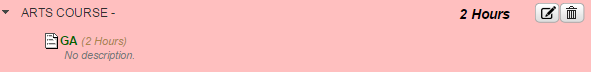 ARTS COURSE - 2 Hours
GA (2 Hours)
No description.